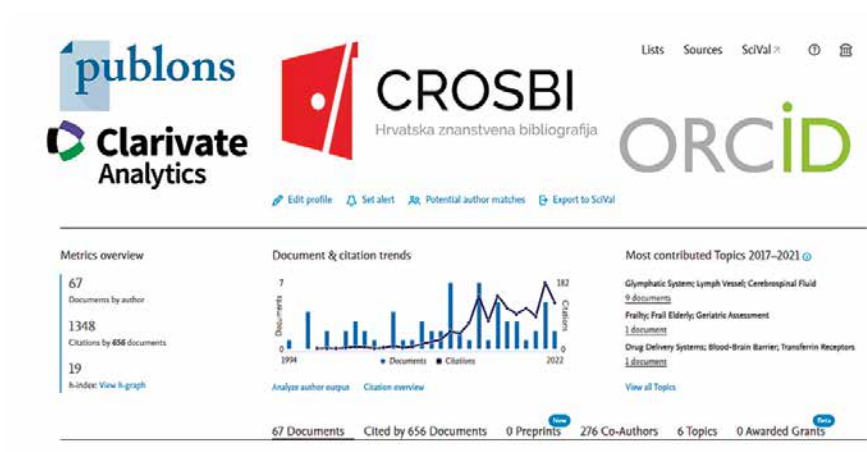 publons
Clarivate
Analytics
CROSBI
Hrvatska znanstvena bibliografija
Lists Sources SciVal
ORCiD
Edit profile Set alert Potential author matches Export to SciVal
Metrics overview
67
Documents by author
1348
Citations by 656 documents
19
h-index: View h-graph
Document & citation trends
7
182
Documents
Citations
0
0
1994
2022
Documents Citations
Analyze author output Citation overview
Most contributed Topics 2017–2021
Glymphatic System; Lymph Vessel; Cerebrospinal Fluid
9 documents
Frailty; Frail Elderly; Geriatric Assessment
1 document
Drug Delivery Systems; Blood-Brain Barrier; Transferrin Receptors
1 document
View all Topics
67 Documents Cited by 656 Documents 0 Preprints New 276 Co-Authors 6 Topics 0 Awarded Grants Beta